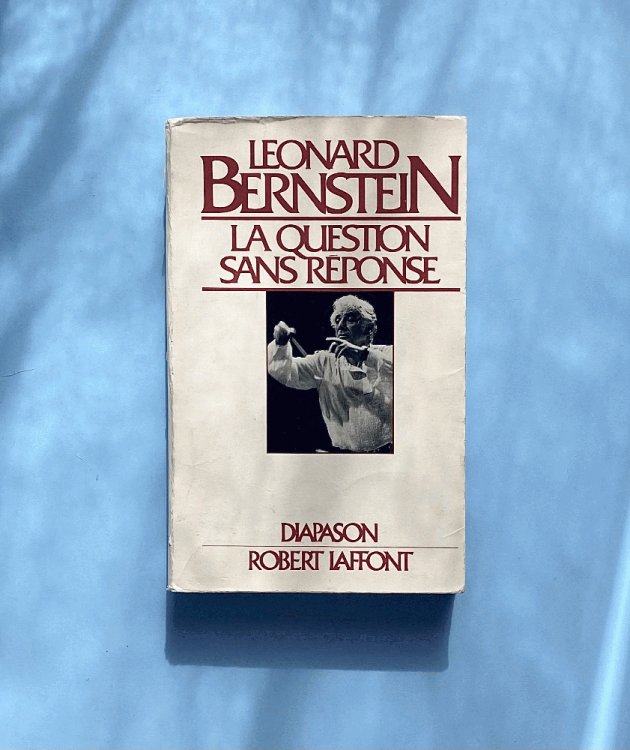 LEONARD
BERNSTEIN
LA QUESTION
SANS RÉPONSE
DIAPASON
ROBERT LAFFONT